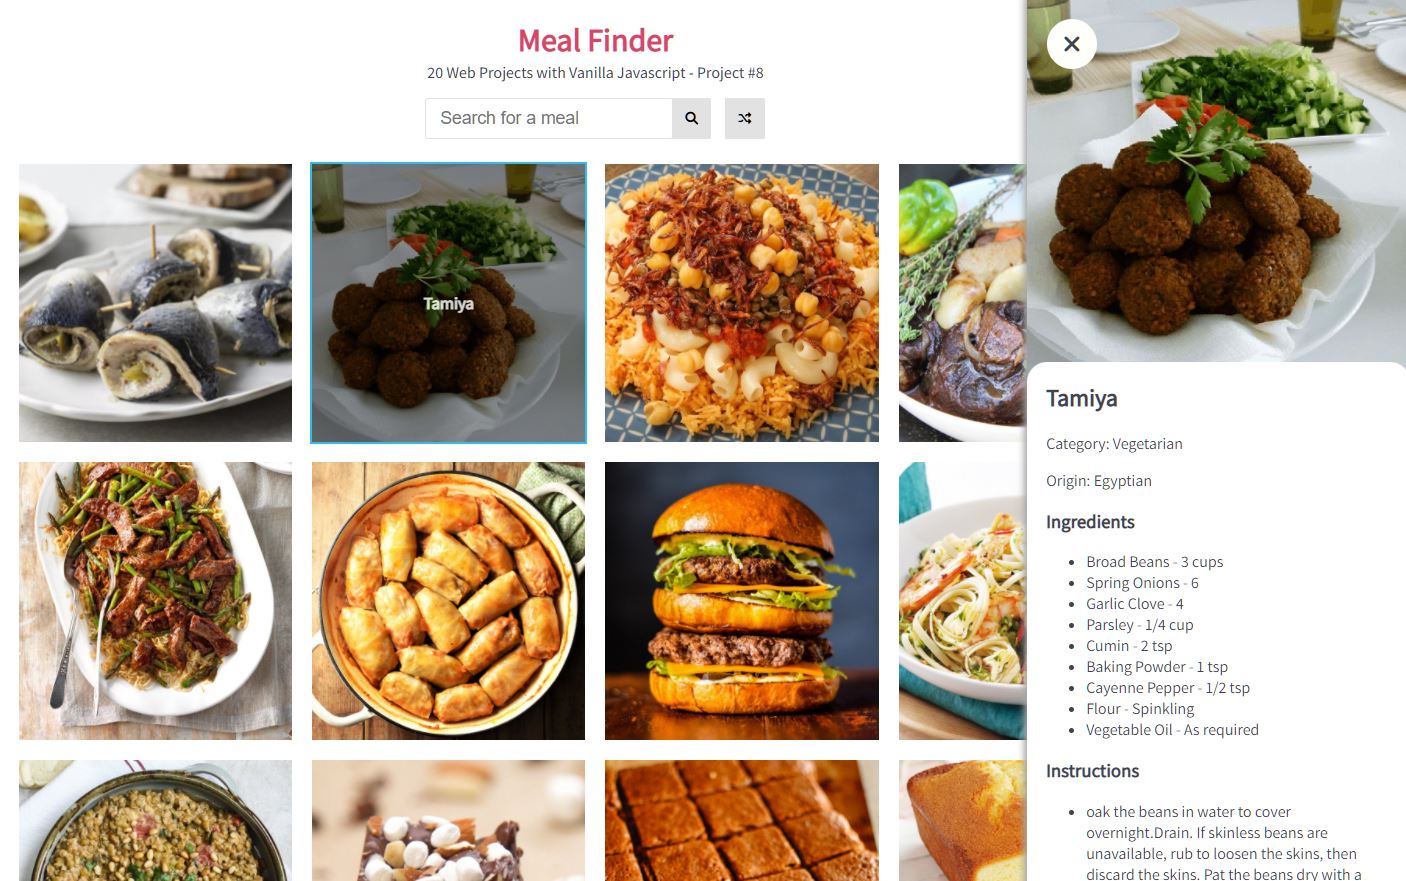 Meal Finder
20 Web Projects with Vanilla Javascript - Project #8
Search for a meal
Tamiya
Tamiya
Category: Vegetarian
Origin: Egyptian
Ingredients
Broad Beans - 3 cups
Spring Onions - 6
Garlic Clove - 4
Parsley - 1/4 cup
Cumin - 2 tsp
Baking Powder - 1 tsp
Cayenne Pepper - 1/2 tsp
Flour - Spinkling
Vegetable Oil - As required
Instructions
oak the beans in water to cover
overnight.Drain. If skinless beans are
unavailable, rub to loosen the skins, then
discard the skins. Pat the beans dry with a